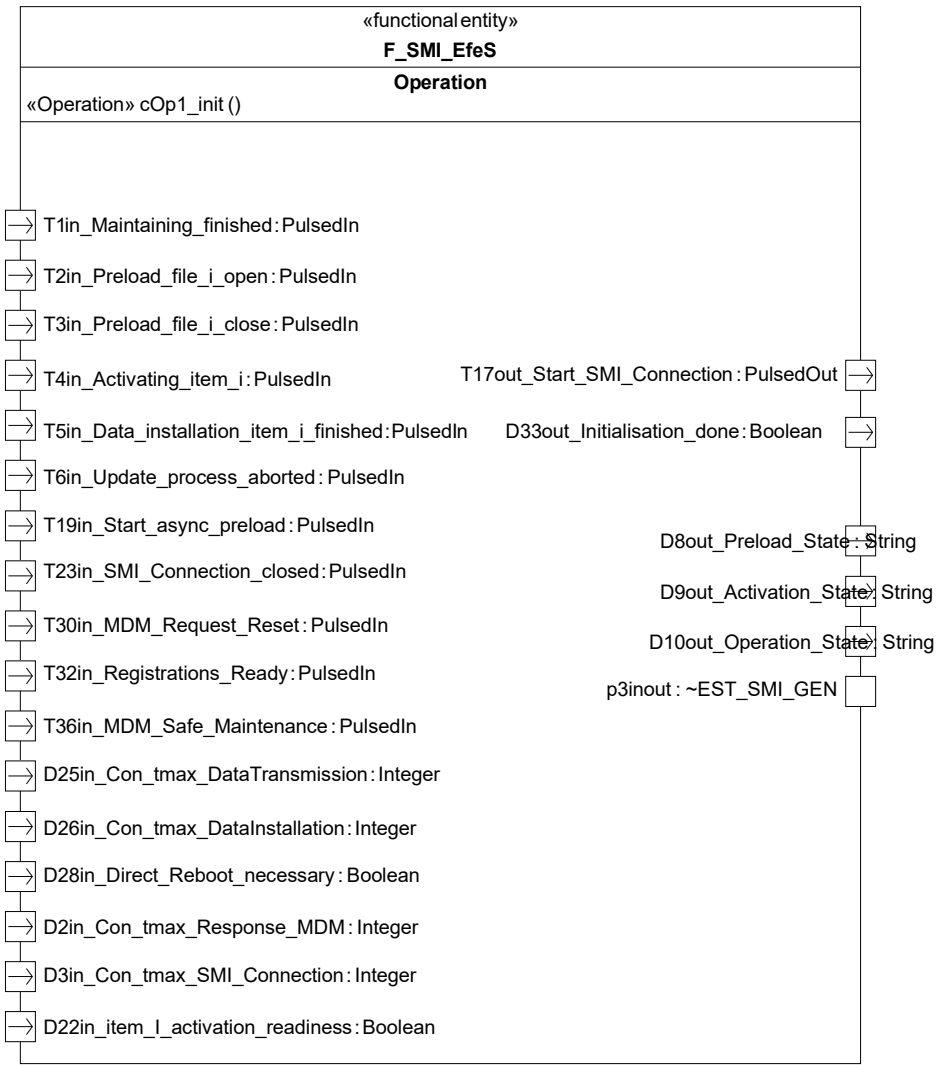 «functional entity»
F_SMI_EfeS
Operation
«Operation» cOp1_init ()
T1in_Maintaining_finished : PulsedIn
T2in_Preload_file_i_open : PulsedIn
T3in_Preload_file_i_close : PulsedIn
T4in_Activating_item_i : PulsedIn
T17out_Start_SMI_Connection : PulsedOut
T5in_Data_installation_item_i_finished : PulsedIn
D33out_Initialisation_done : Boolean
T6in_Update_process_aborted : PulsedIn
T19in_Start_async_preload : PulsedIn
D8out_Preload_State : String
T23in_SMI_Connection_closed : PulsedIn
D9out_Activation_State : String
T30in_MDM_Request_Reset : PulsedIn
D10out_Operation_State : String
T32in_Registrations_Ready : PulsedIn
p3inout : ~EST_SMI_GEN
T36in_MDM_Safe_Maintenance : PulsedIn
D25in_Con_tmax_DataTransmission : Integer
D26in_Con_tmax_DataInstallation : Integer
D28in_Direct_Reboot_necessary : Boolean
D2in_Con_tmax_Response_MDM : Integer
D3in_Con_tmax_SMI_Connection : Integer
D22in_item_I_activation_readiness : Boolean